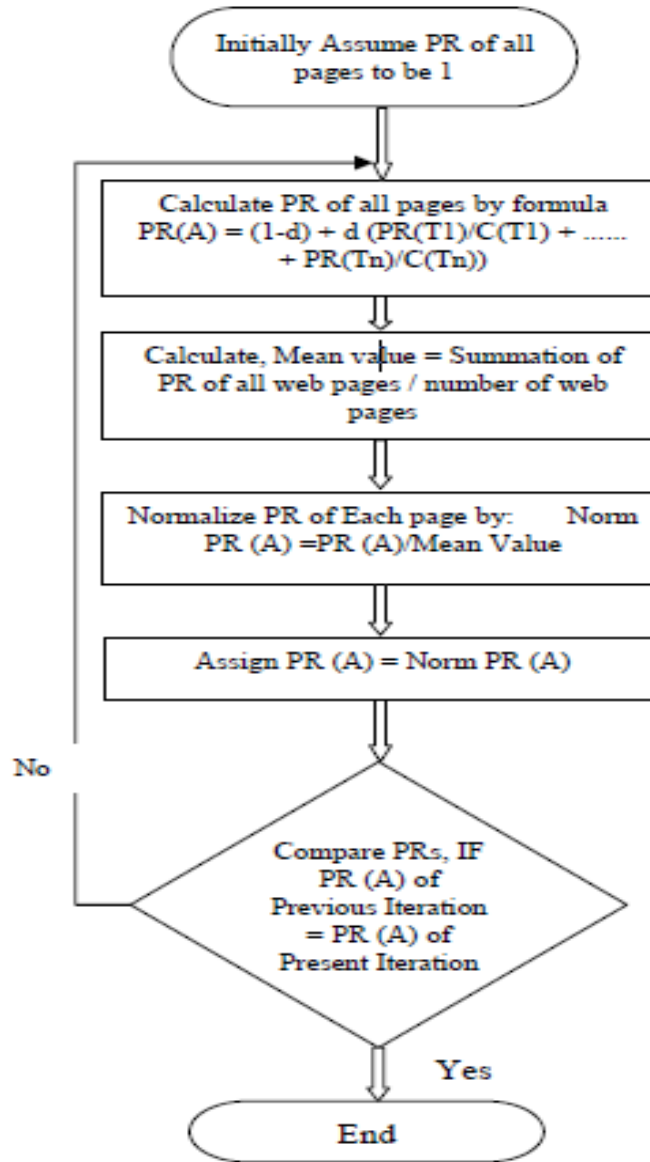 Initially Assume PR of all
pages to be 1
Calculate PR of all pages by formula
PR(A) = (1-d) + d (PR(T1)/C(T1) + ......
+ PR(Tn)/C(Tn))
Calculate, Mean value = Summation of
PR of all web pages / number of web
pages
Normalize PR of Each page by: Norm
PR (A) =PR (A)/Mean Value
Assign PR (A) = Norm PR (A)
No
Compare PRs, IF
PR (A) of
Previous Iteration
= PR (A) of
Present Iteration
Yes
End